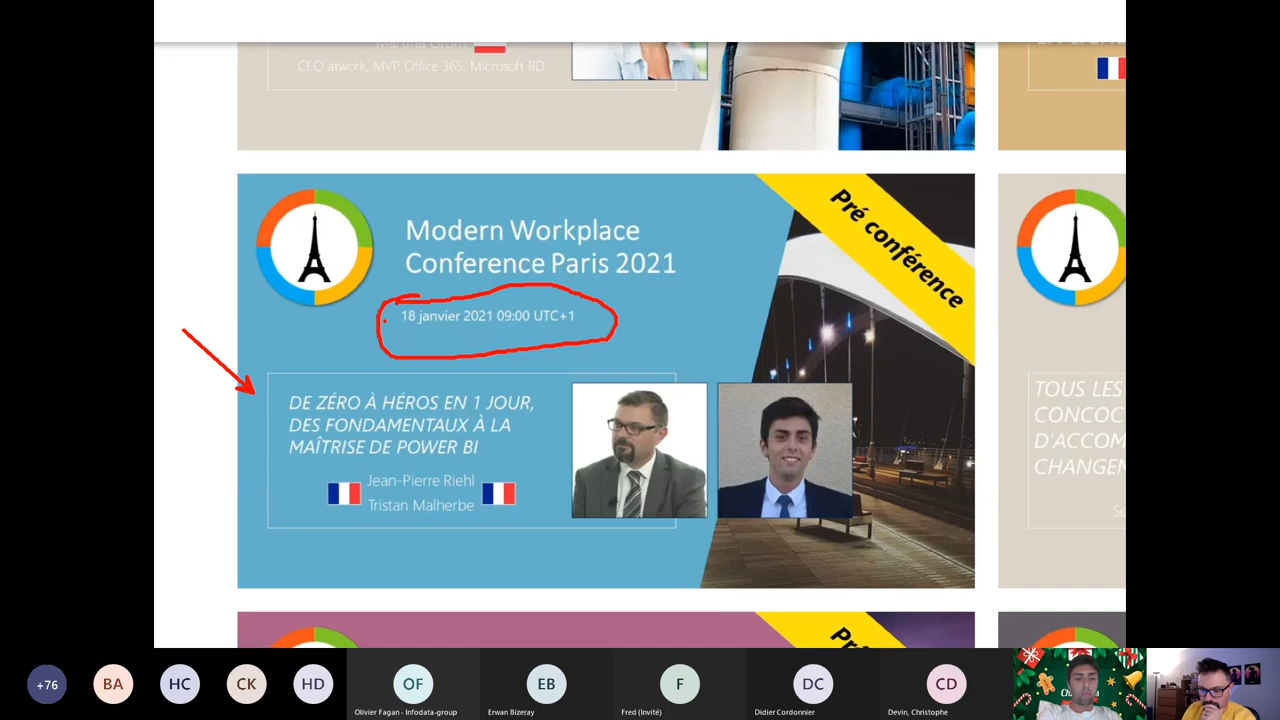 CEO atwork, MVP Office 365, Microsoft RD
Pré conférence
Modern Workplace
Conference Paris 2021
18 janvier 2021 09:00 UTC+1
DE ZÉRO À HÉROS EN 1 JOUR,
DES FONDAMENTAUX À LA
MAÎTRISE DE POWER BI
Jean-Pierre Riehl
Tristan Malherbe
TOUS LES
CONCOC
D'ACCOM
CHANGEM
Se
+76
BA
HC
CK
HD
OF
EB
F
DC
CD
Olivier Fagan - Infodata-group
Erwan Bizeray
Fred (Invité)
Didier Cordonnier
Devin, Christophe